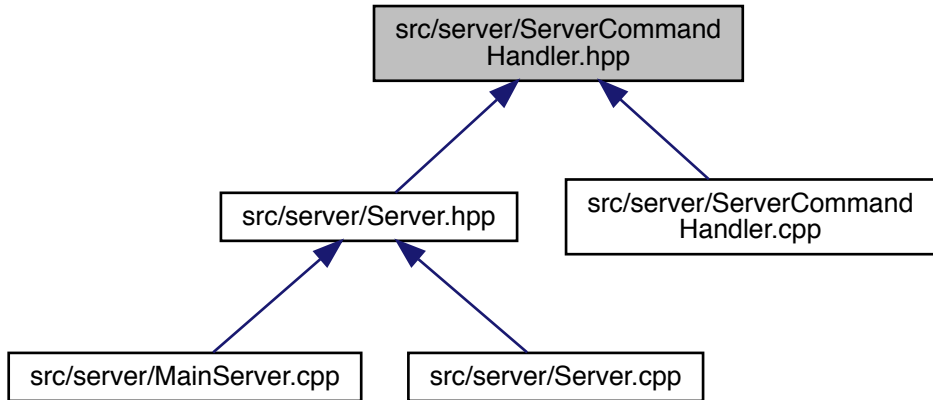 src/server/ServerCommand
Handler.hpp
src/server/Server.hpp
src/server/ServerCommand
Handler.cpp
src/server/MainServer.cpp
src/server/Server.cpp